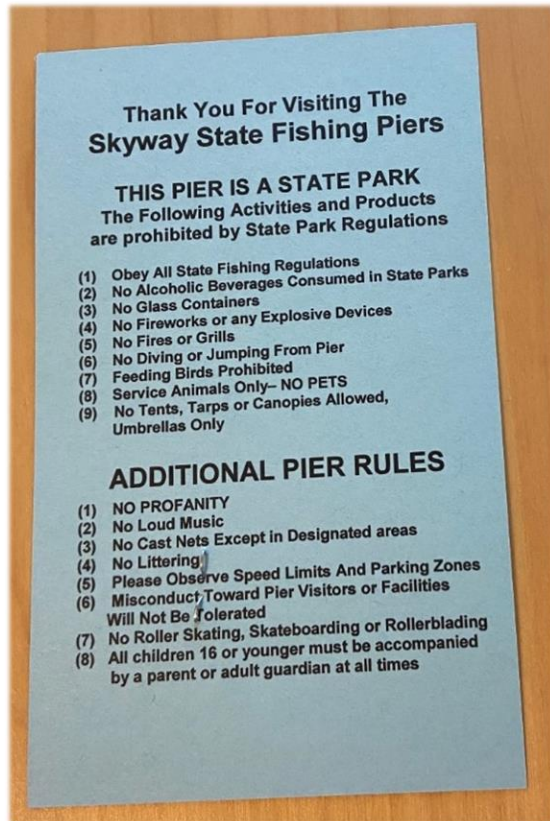 Thank You For Visiting The
Skyway State Fishing Piers
THIS PIER IS A STATE PARK
The Following Activities and Products
are prohibited by State Park Regulations
(1) Obey All State Fishing Regulations
(2) No Alcoholic Beverages Consumed in State Parks
(3) No Glass Containers
(4) No Fireworks or any Explosive Devices
(5) No Fires or Grills
(6) No Diving or Jumping From Pier
(7) Feeding Birds Prohibited
(8) Service Animals Only– NO PETS
(9) No Tents, Tarps or Canopies Allowed,
Umbrellas Only
ADDITIONAL PIER RULES
(1) NO PROFANITY
(2) No Loud Music
(3) No Cast Nets Except in Designated areas
(4) No Littering
(5) Please Observe Speed Limits And Parking Zones
(6) Misconduct Toward Pier Visitors or Facilities
Will Not Be Tolerated
(7) No Roller Skating, Skateboarding or Rollerblading
(8) All children 16 or younger must be accompanied
by a parent or adult guardian at all times